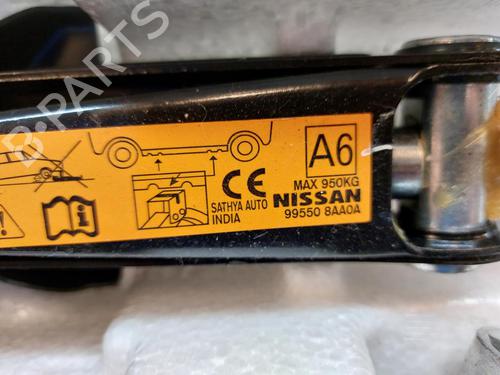 B-PARTS
A6
MAX 950KG
CE
SATHYA AUTO
INDIA
NISSAN
99550 8AA0A